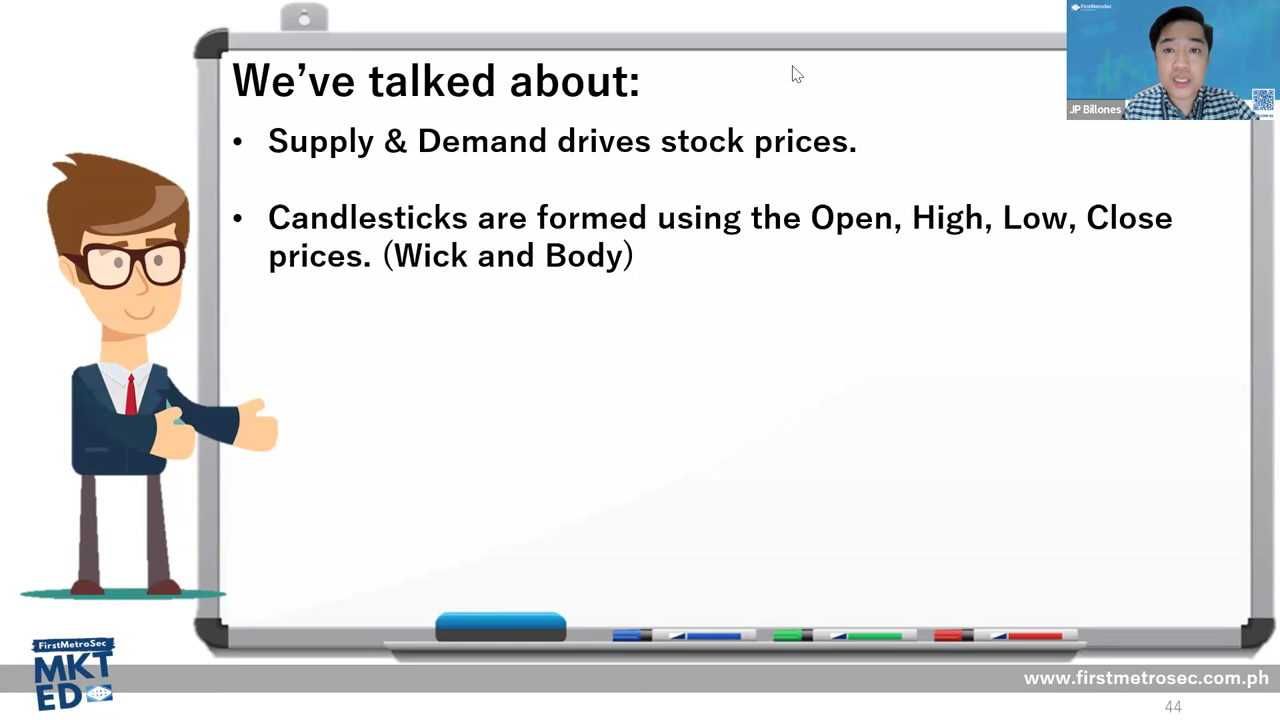 FirstMetroSec
JP Billones
We've talked about:
• Supply & Demand drives stock prices.
• Candlesticks are formed using the Open, High, Low, Close
prices. (Wick and Body)
FirstMetroSec
MKT
ED
www.firstmetrosec.com.ph
44